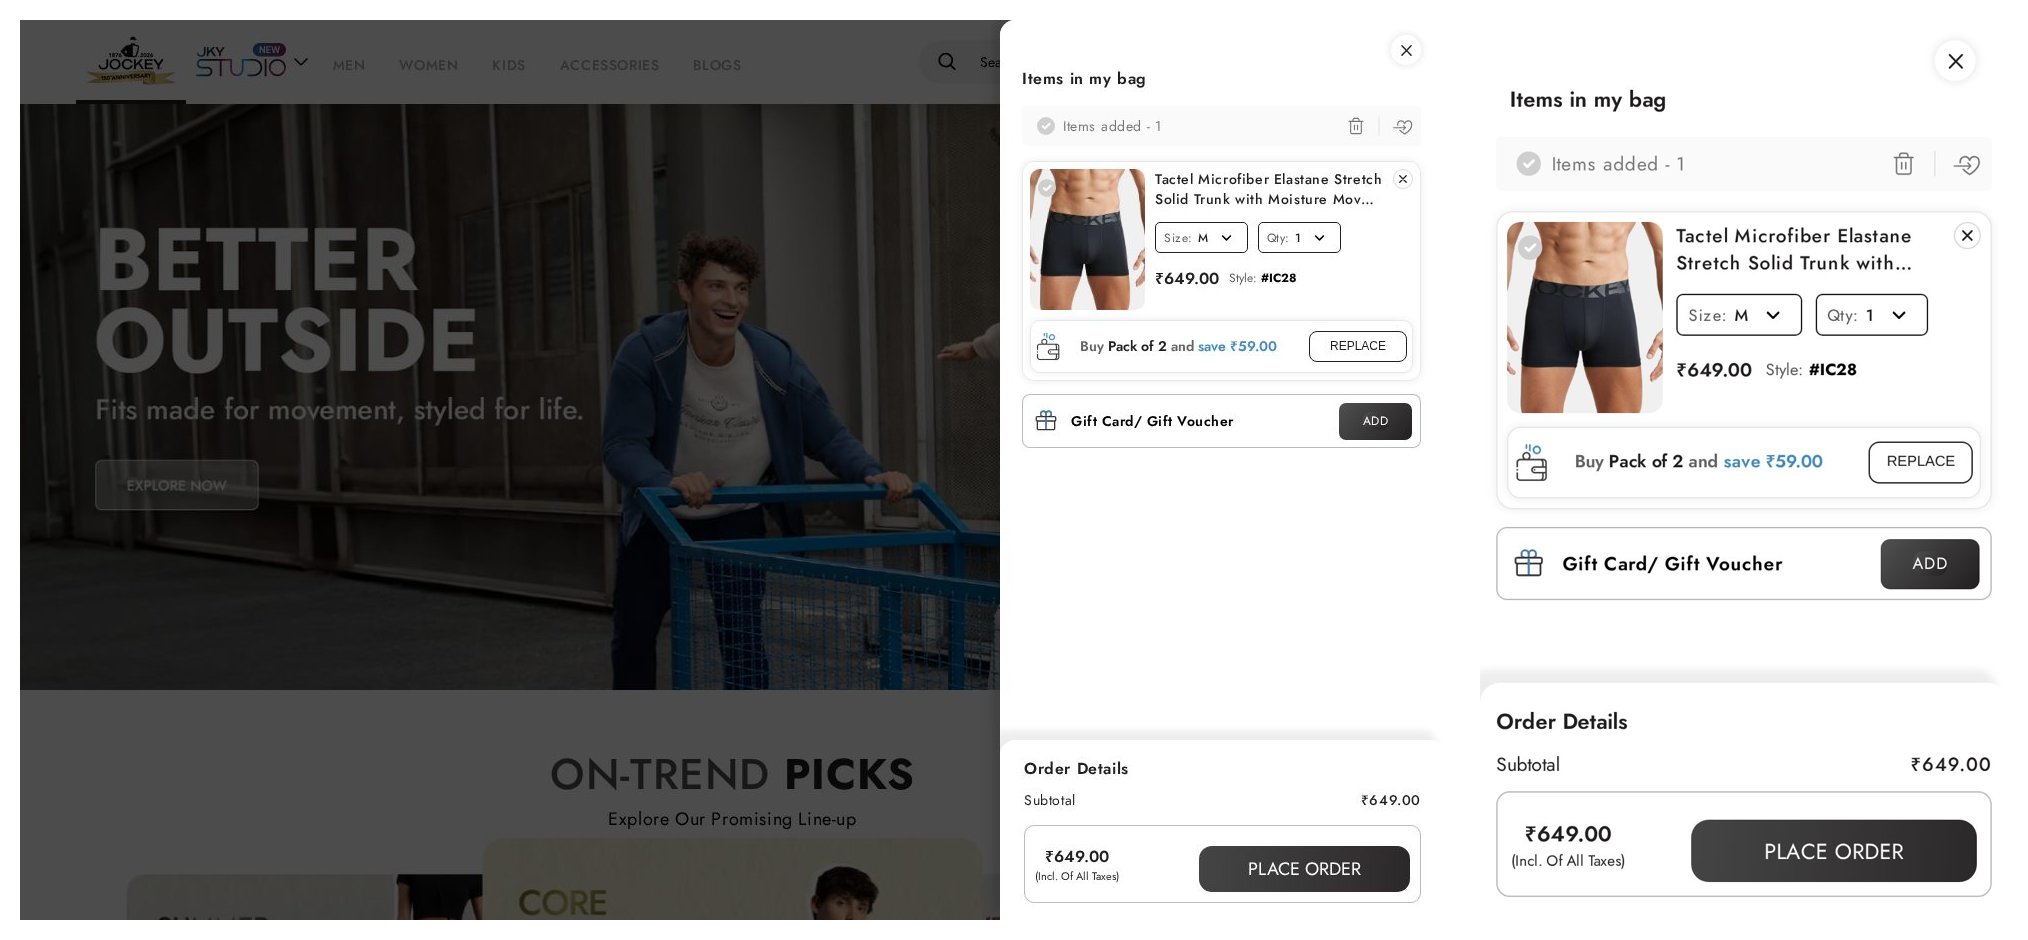 1876 2026
JOCKEY
150th ANNIVERSARY
JKY
STUDIO
NEW
MEN
WOMEN
KIDS
ACCESSORIES
BLOGS
Sea
BETTER
OUTSIDE
Fits made for movement, styled for life.
EXPLORE NOW
ON-TREND PICKS
Explore Our Promising Line-up
SUMMER
CORE
Items in my bag
Items added - 1
Tactel Microfiber Elastane Stretch
Solid Trunk with Moisture Mov...
Size: M
Qty: 1
₹649.00 Style: #IC28
Buy Pack of 2 and save ₹59.00
REPLACE
Gift Card/ Gift Voucher
ADD
Order Details
Subtotal ₹649.00
₹649.00
(Incl. Of All Taxes)
PLACE ORDER
Items in my bag
Items added - 1
Tactel Microfiber Elastane
Stretch Solid Trunk with...
Size: M
Qty: 1
₹649.00 Style: #IC28
Buy Pack of 2 and save ₹59.00
REPLACE
Gift Card/ Gift Voucher
ADD
Order Details
Subtotal ₹649.00
₹649.00
(Incl. Of All Taxes)
PLACE ORDER